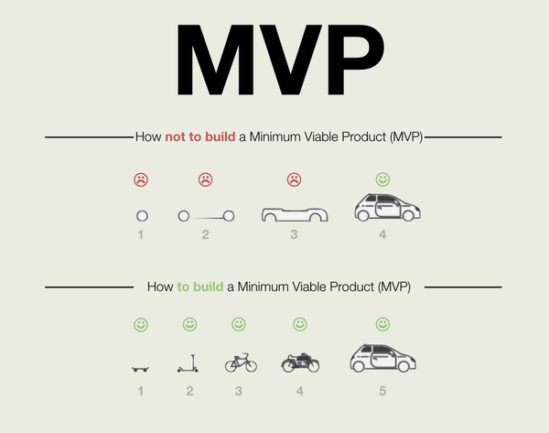 MVP
How not to build a Minimum Viable Product (MVP)
1 2 3 4
How to build a Minimum Viable Product (MVP)
1 2 3 4 5